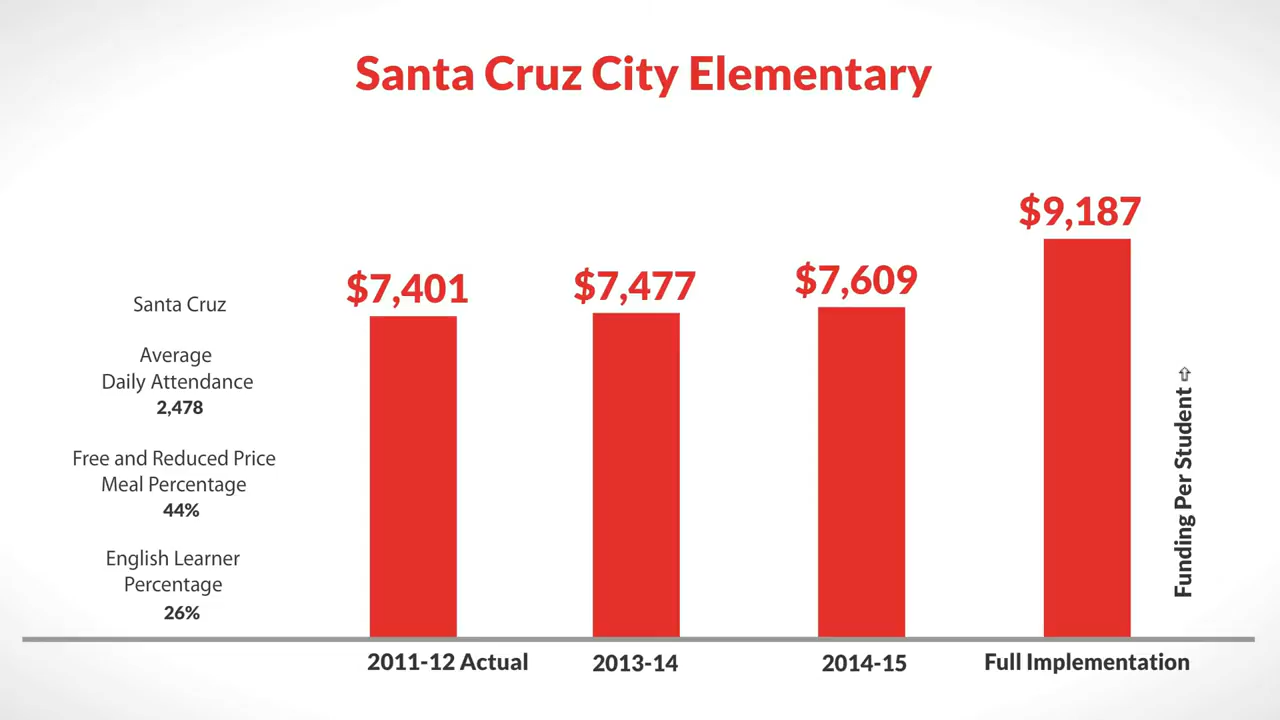 Santa Cruz City Elementary
$9,187
$7,401
$7,477
$7,609
Santa Cruz
Average
Daily Attendance
2,478
Free and Reduced Price
Meal Percentage
44%
English Learner
Percentage
26%
Funding Per Student ⇨
2011-12 Actual
2013-14
2014-15
Full Implementation